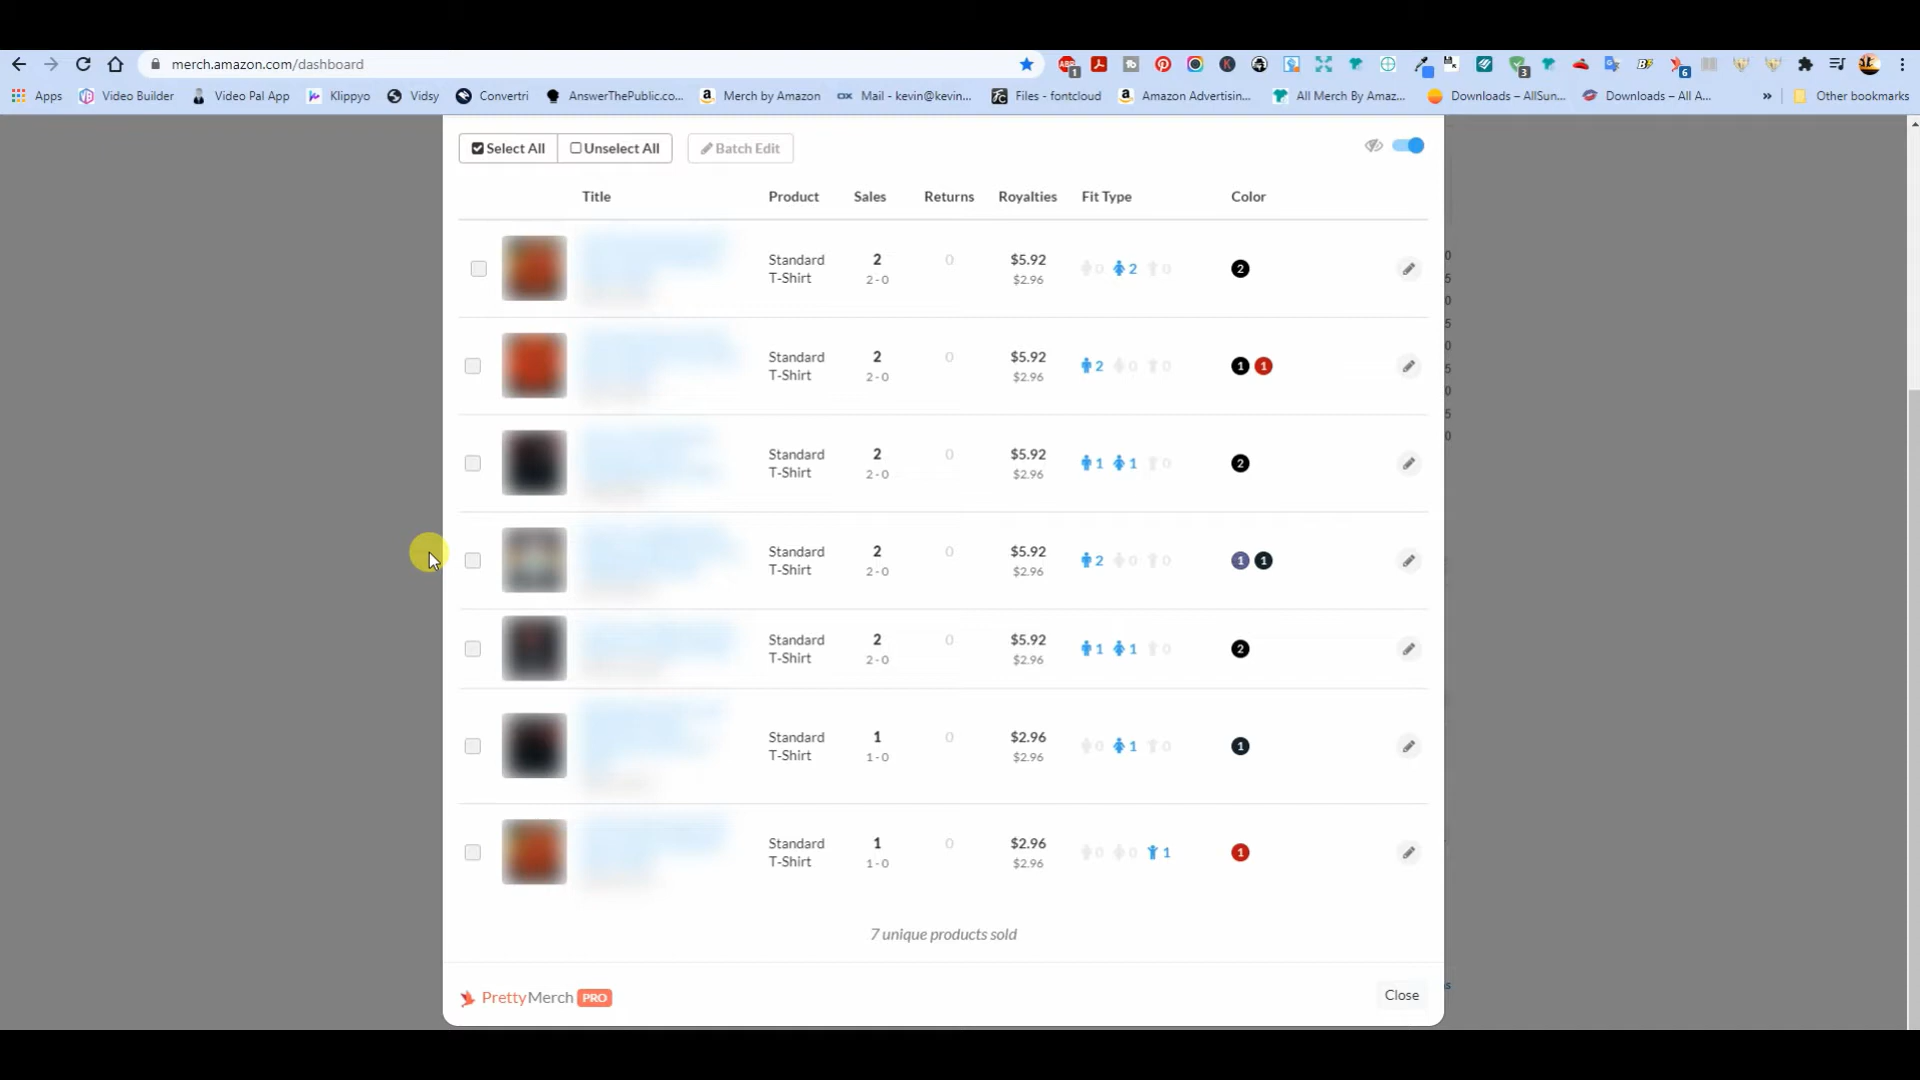 merch.amazon.com/dashboard
ABP 1 K BF 3 6
Apps Video Builder Video Pal App Klippyo Vidsy Convertri AnswerThePublic.co... Merch by Amazon Mail - kevin@kevin... Files - fontcloud Amazon Advertisin... All Merch By Amaz... Downloads – AllSun... Downloads – All A... » Other bookmarks
Select All Unselect All Batch Edit
Title Product Sales Returns Royalties Fit Type Color
Standard T-Shirt 2 0 $5.92 0 2 0 2
2 - 0 $2.96
Standard T-Shirt 2 0 $5.92 2 0 0 1 1
2 - 0 $2.96
Standard T-Shirt 2 0 $5.92 1 1 0 2
2 - 0 $2.96
Standard T-Shirt 2 0 $5.92 2 0 0 1 1
2 - 0 $2.96
Standard T-Shirt 2 0 $5.92 1 1 0 2
2 - 0 $2.96
Standard T-Shirt 1 0 $2.96 0 1 0 1
1 - 0 $2.96
Standard T-Shirt 1 0 $2.96 0 0 1 1
1 - 0 $2.96
7 unique products sold
PrettyMerch PRO
Close